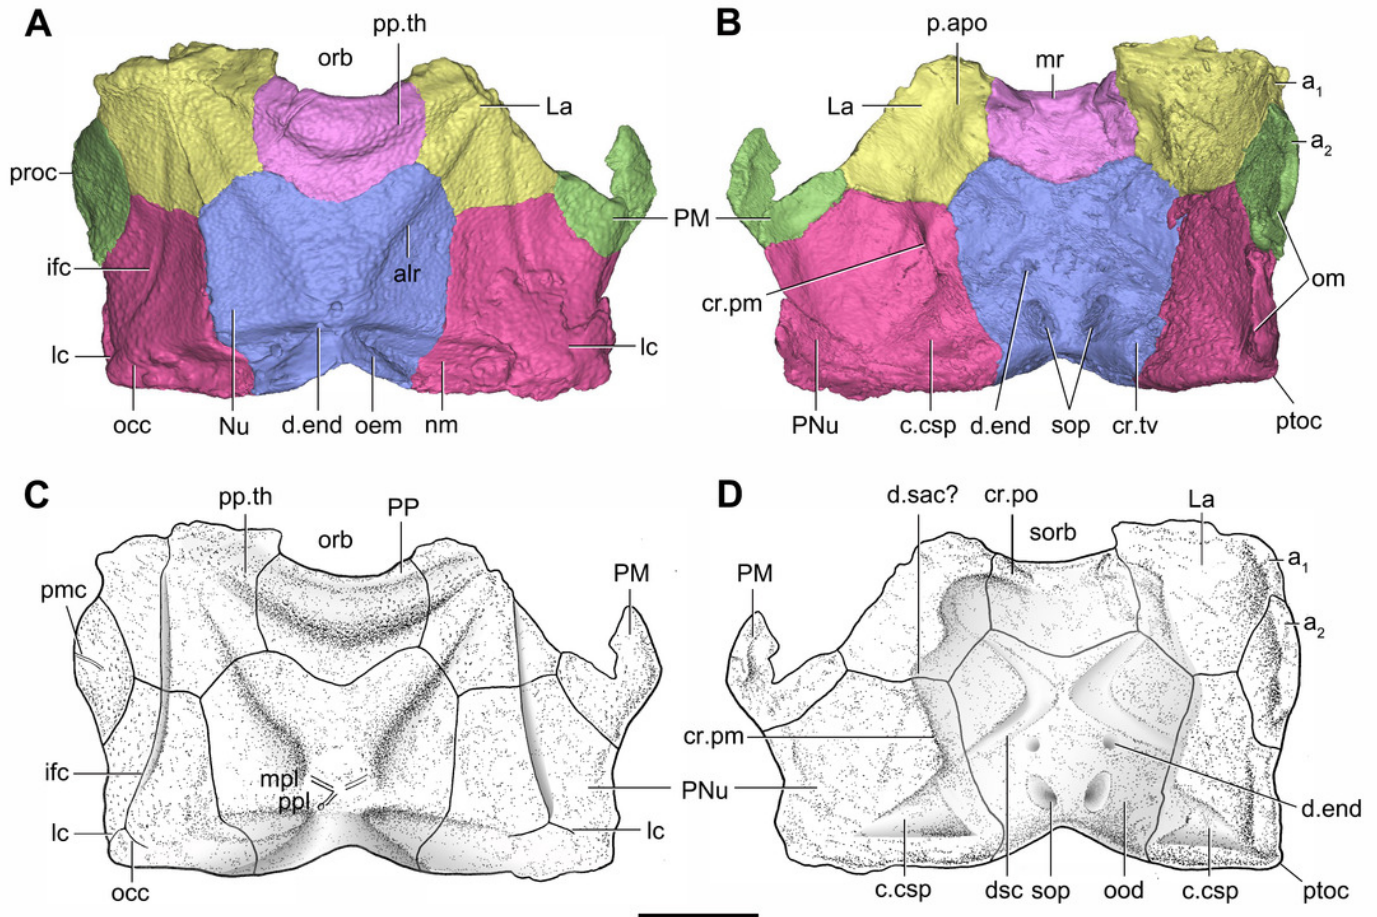 A
pp.th
orb
La
proc
PM
ifc
alr
lc
lc
occ
Nu
d.end
oem
nm
B
p.apo
mr
La
a1
a2
cr.pm
om
PNu
c.csp
d.end
sop
cr.tv
ptoc
C
pp.th
PP
orb
pmc
PM
ifc
mpl
ppl
PNu
lc
lc
occ
D
d.sac?
cr.po
sorb
La
PM
a1
a2
cr.pm
d.end
c.csp
dsc
sop
ood
c.csp
ptoc